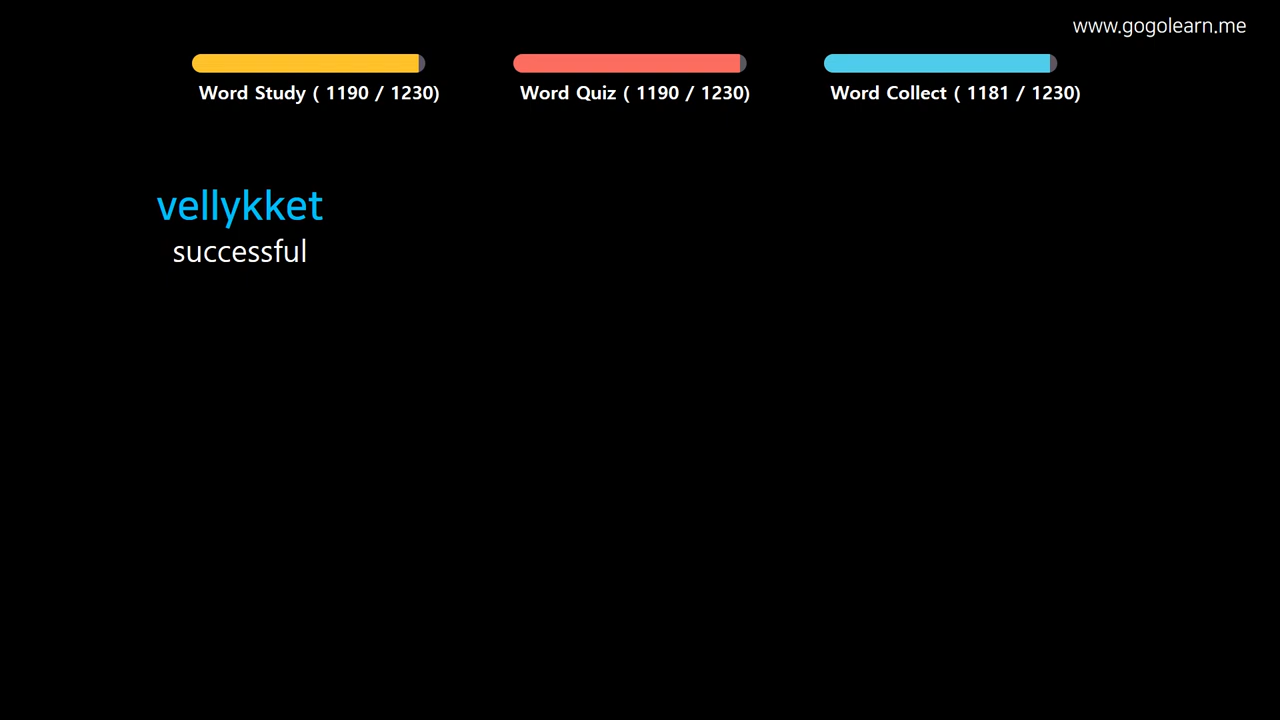 www.gogolearn.me
Word Study ( 1190 / 1230)
Word Quiz ( 1190 / 1230)
Word Collect ( 1181 / 1230)
vellykket
successful